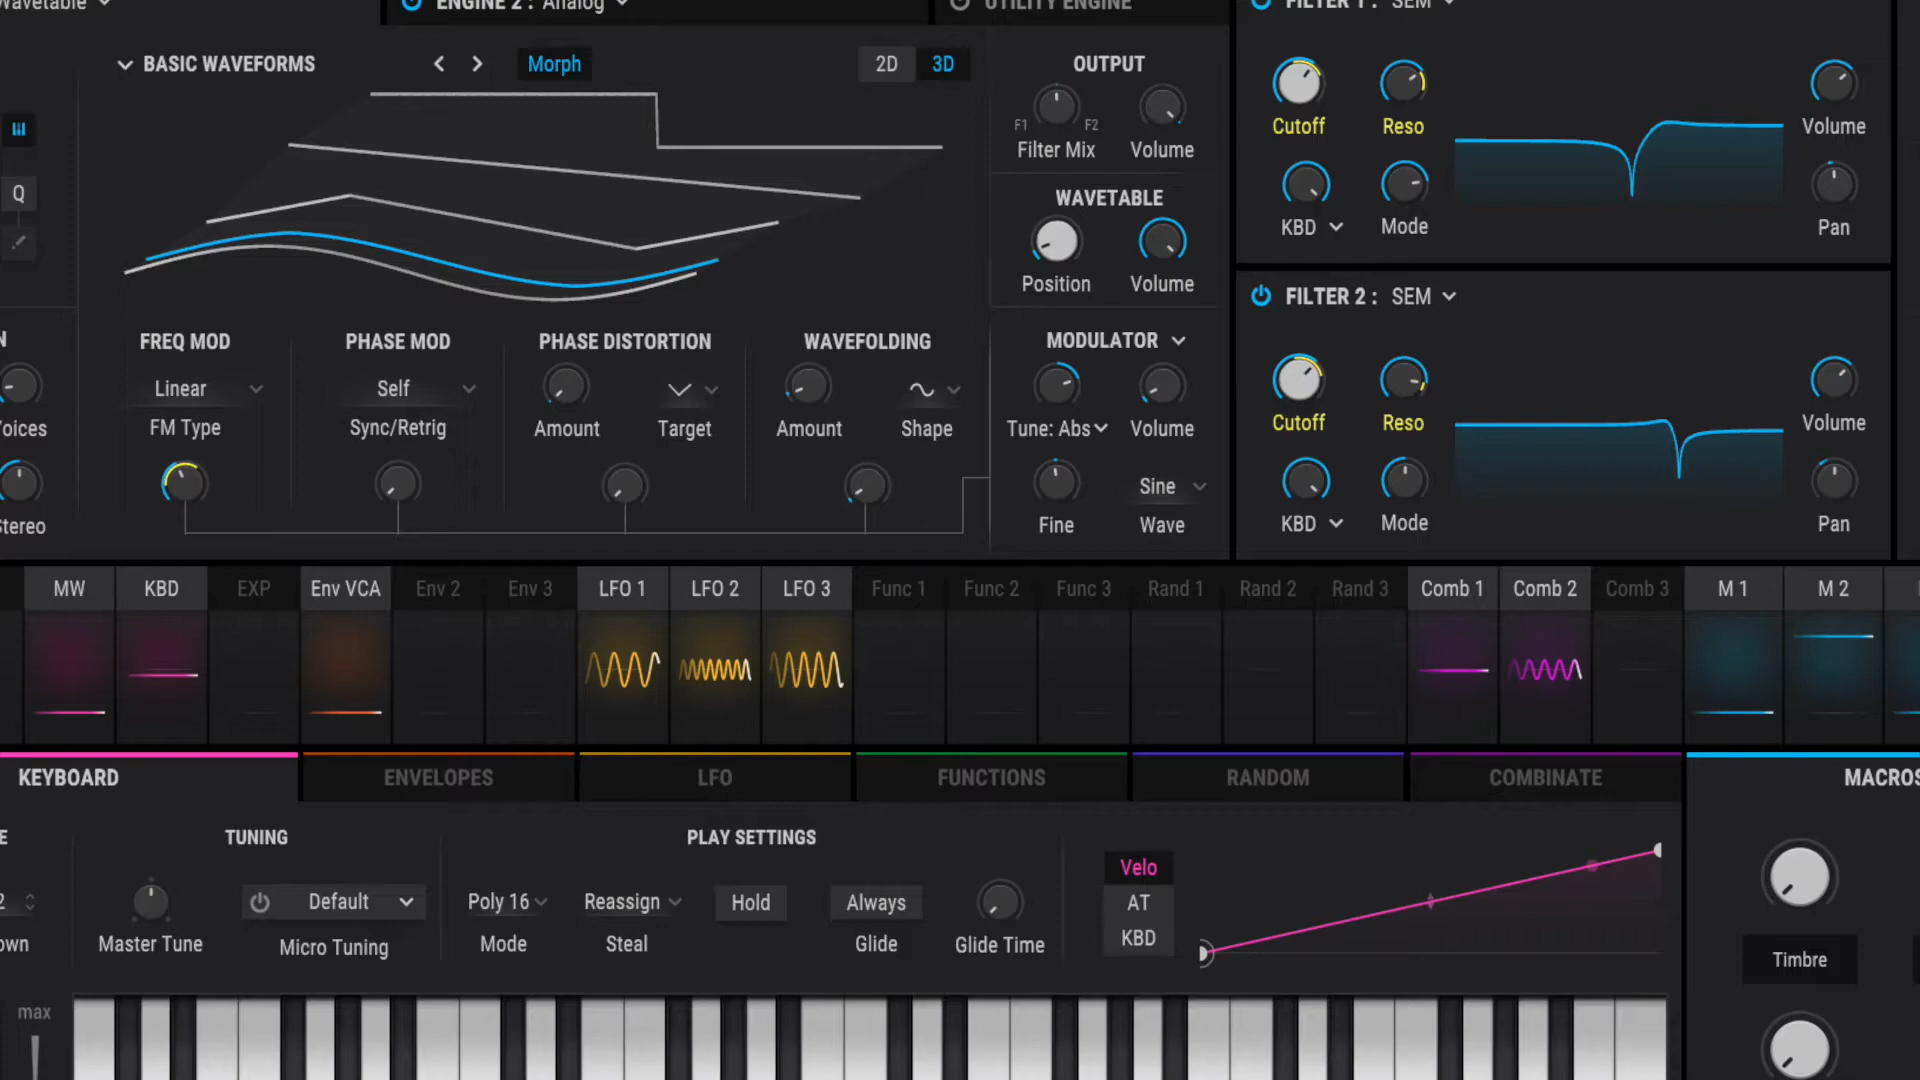 Wavetable
ENGINE 2 : Analog
UTILITY ENGINE
FILTER 1 : SEM
BASIC WAVEFORMS
Morph
2D 3D
OUTPUT
F1 F2
Filter Mix Volume
Cutoff Reso Volume
Q
WAVETABLE
Position Volume
KBD Mode Pan
FILTER 2 : SEM
FREQ MOD PHASE MOD PHASE DISTORTION WAVEFOLDING MODULATOR
Linear Self
FM Type Sync/Retrig Amount Target Amount Shape Tune: Abs Volume
Cutoff Reso Volume
oices
Sine
Stereo
Fine Wave
KBD Mode Pan
MW KBD EXP Env VCA Env 2 Env 3 LFO 1 LFO 2 LFO 3 Func 1 Func 2 Func 3 Rand 1 Rand 2 Rand 3 Comb 1 Comb 2 Comb 3 M 1 M 2
KEYBOARD ENVELOPES LFO FUNCTIONS RANDOM COMBINATE MACROS
E
TUNING PLAY SETTINGS
2
Default Poly 16 Reassign Hold Always
own
Master Tune Micro Tuning Mode Steal Glide Glide Time
Velo
AT
KBD
Timbre
max